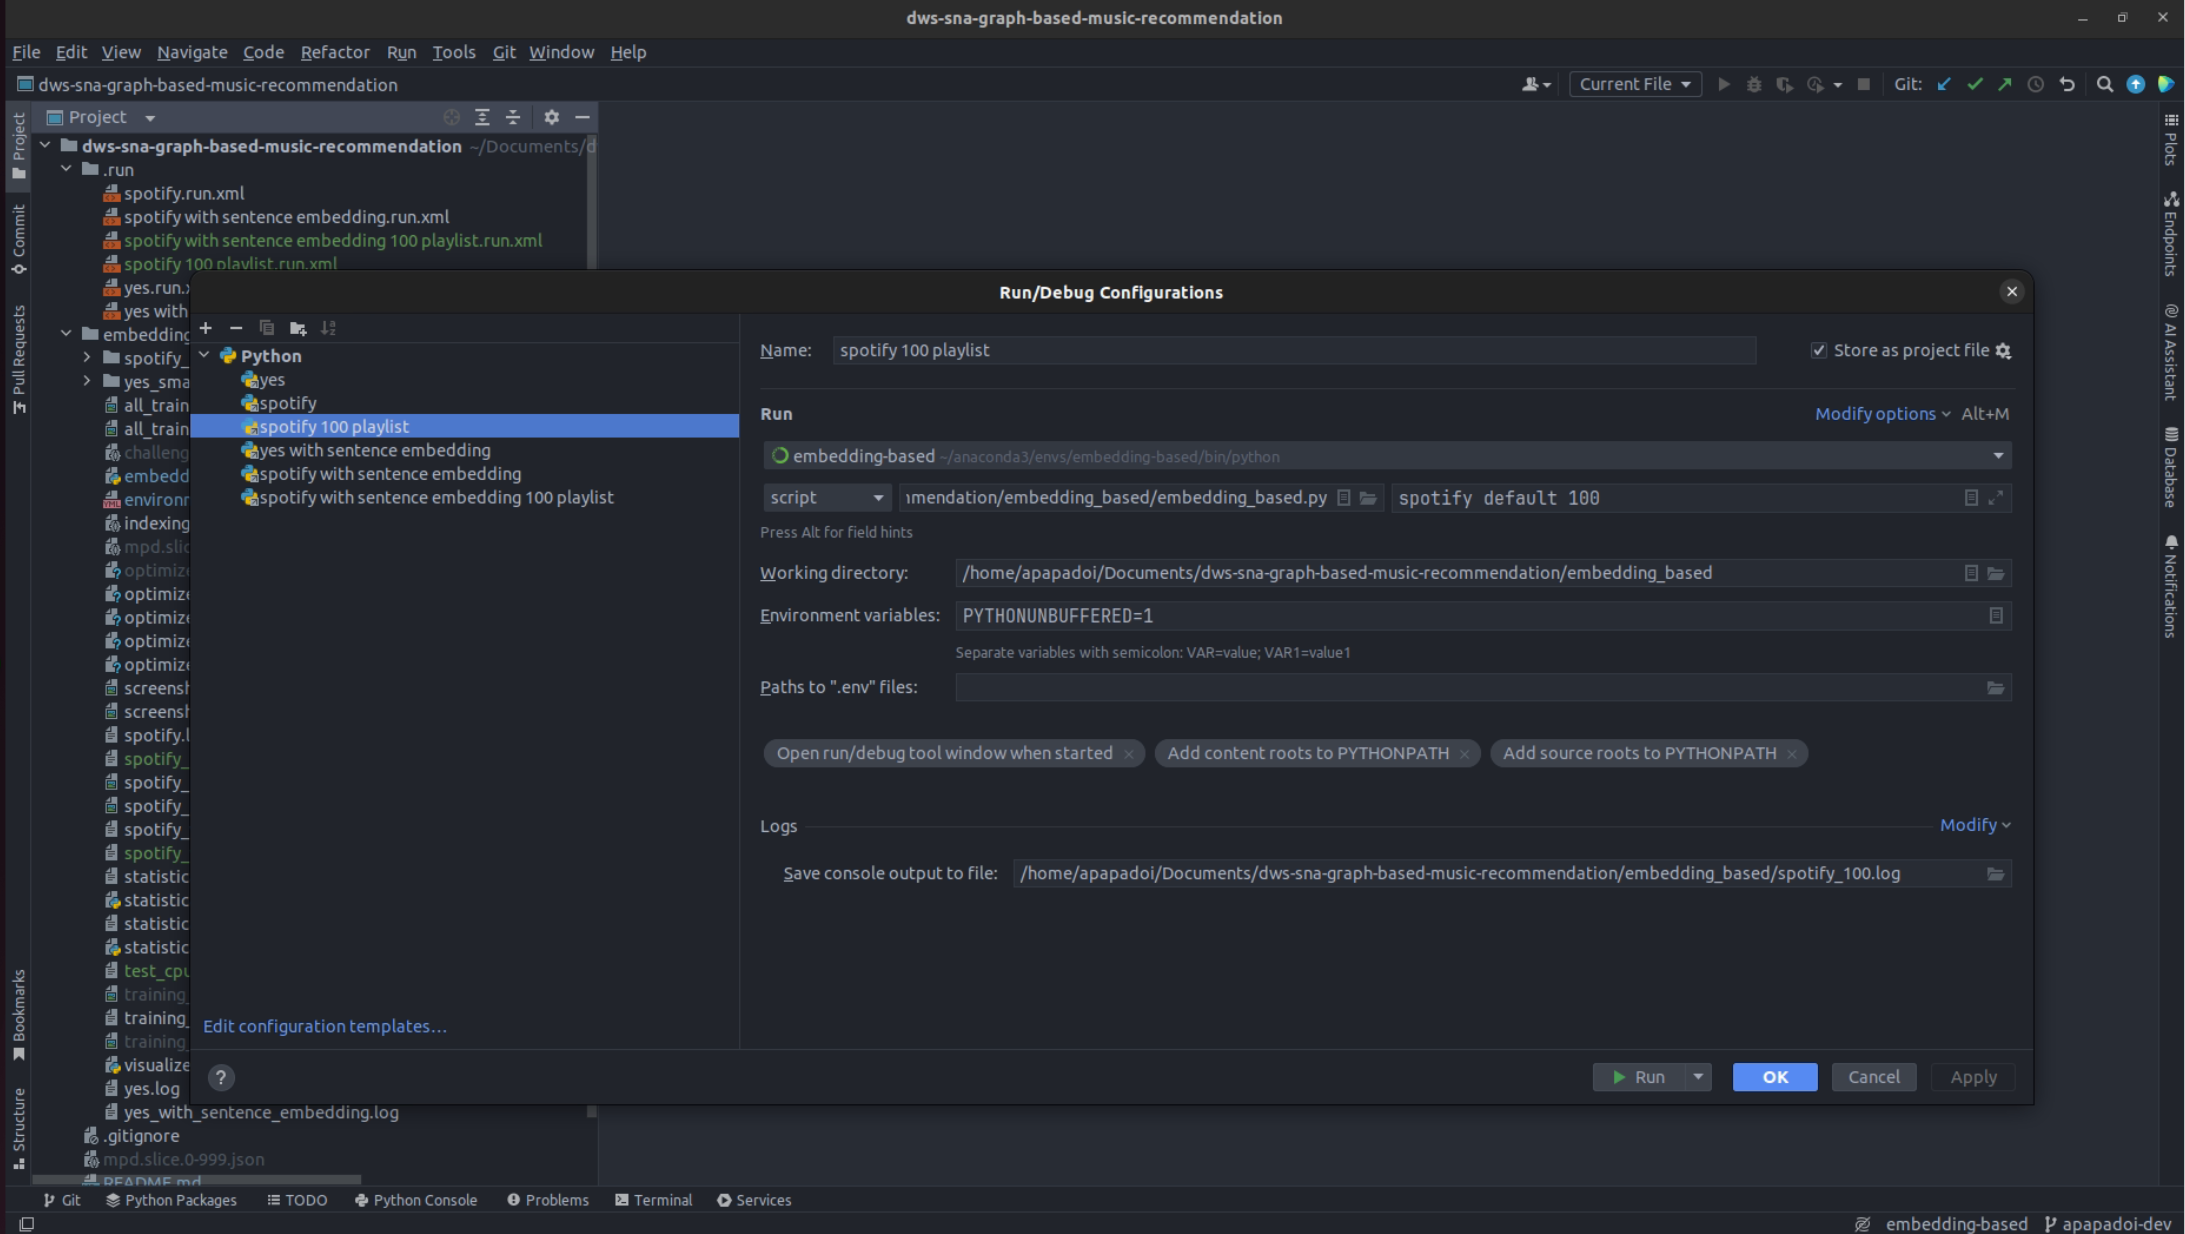 dws-sna-graph-based-music-recommendation
File Edit View Navigate Code Refactor Run Tools Git Window Help
dws-sna-graph-based-music-recommendation
Current File
Git:
Project
dws-sna-graph-based-music-recommendation ~/Documents/d
.run
spotify.run.xml
spotify with sentence embedding.run.xml
spotify with sentence embedding 100 playlist.run.xml
spotify 100 playlist.run.xml
yes.run.x
yes with
embedding
spotify_
yes_sma
all_train
all_train
challeng
embedd
environr
indexing
mpd.slic
optimize
optimize
optimize
optimize
optimize
screensh
screensh
spotify.l
spotify_
spotify_
spotify_
spotify_
spotify_
statistic
statistic
statistic
statistic
test_cpu
training_
training_
training_
visualize
yes.log
yes_with_sentence_embedding.log
.gitignore
mpd.slice.0-999.json
README.md
Project
Commit
Pull Requests
Bookmarks
Structure
Run/Debug Configurations
Python
yes
spotify
spotify 100 playlist
yes with sentence embedding
spotify with sentence embedding
spotify with sentence embedding 100 playlist
Edit configuration templates...
?
Name: spotify 100 playlist Store as project file
Run Modify options Alt+M
embedding-based ~/anaconda3/envs/embedding-based/bin/python
script mendation/embedding_based/embedding_based.py spotify default 100
Press Alt for field hints
Working directory: /home/apapadoi/Documents/dws-sna-graph-based-music-recommendation/embedding_based
Environment variables: PYTHONUNBUFFERED=1
Separate variables with semicolon: VAR=value; VAR1=value1
Paths to ".env" files:
Open run/debug tool window when started × Add content roots to PYTHONPATH × Add source roots to PYTHONPATH ×
Logs Modify
Save console output to file: /home/apapadoi/Documents/dws-sna-graph-based-music-recommendation/embedding_based/spotify_100.log
Run OK Cancel Apply
Plots
Endpoints
AI Assistant
Database
Notifications
Git Python Packages TODO Python Console Problems Terminal Services
embedding-based apapadoi-dev